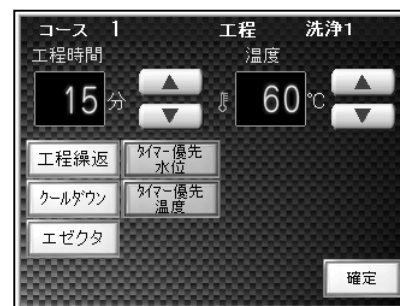 コース 1 工程 洗浄1
工程時間 温度
15 分 60 ℃
工程繰返 ﾀｲﾏｰ優先
水位
ｸｰﾙﾀﾞｳﾝ ﾀｲﾏｰ優先
温度
エゼクタ
確定